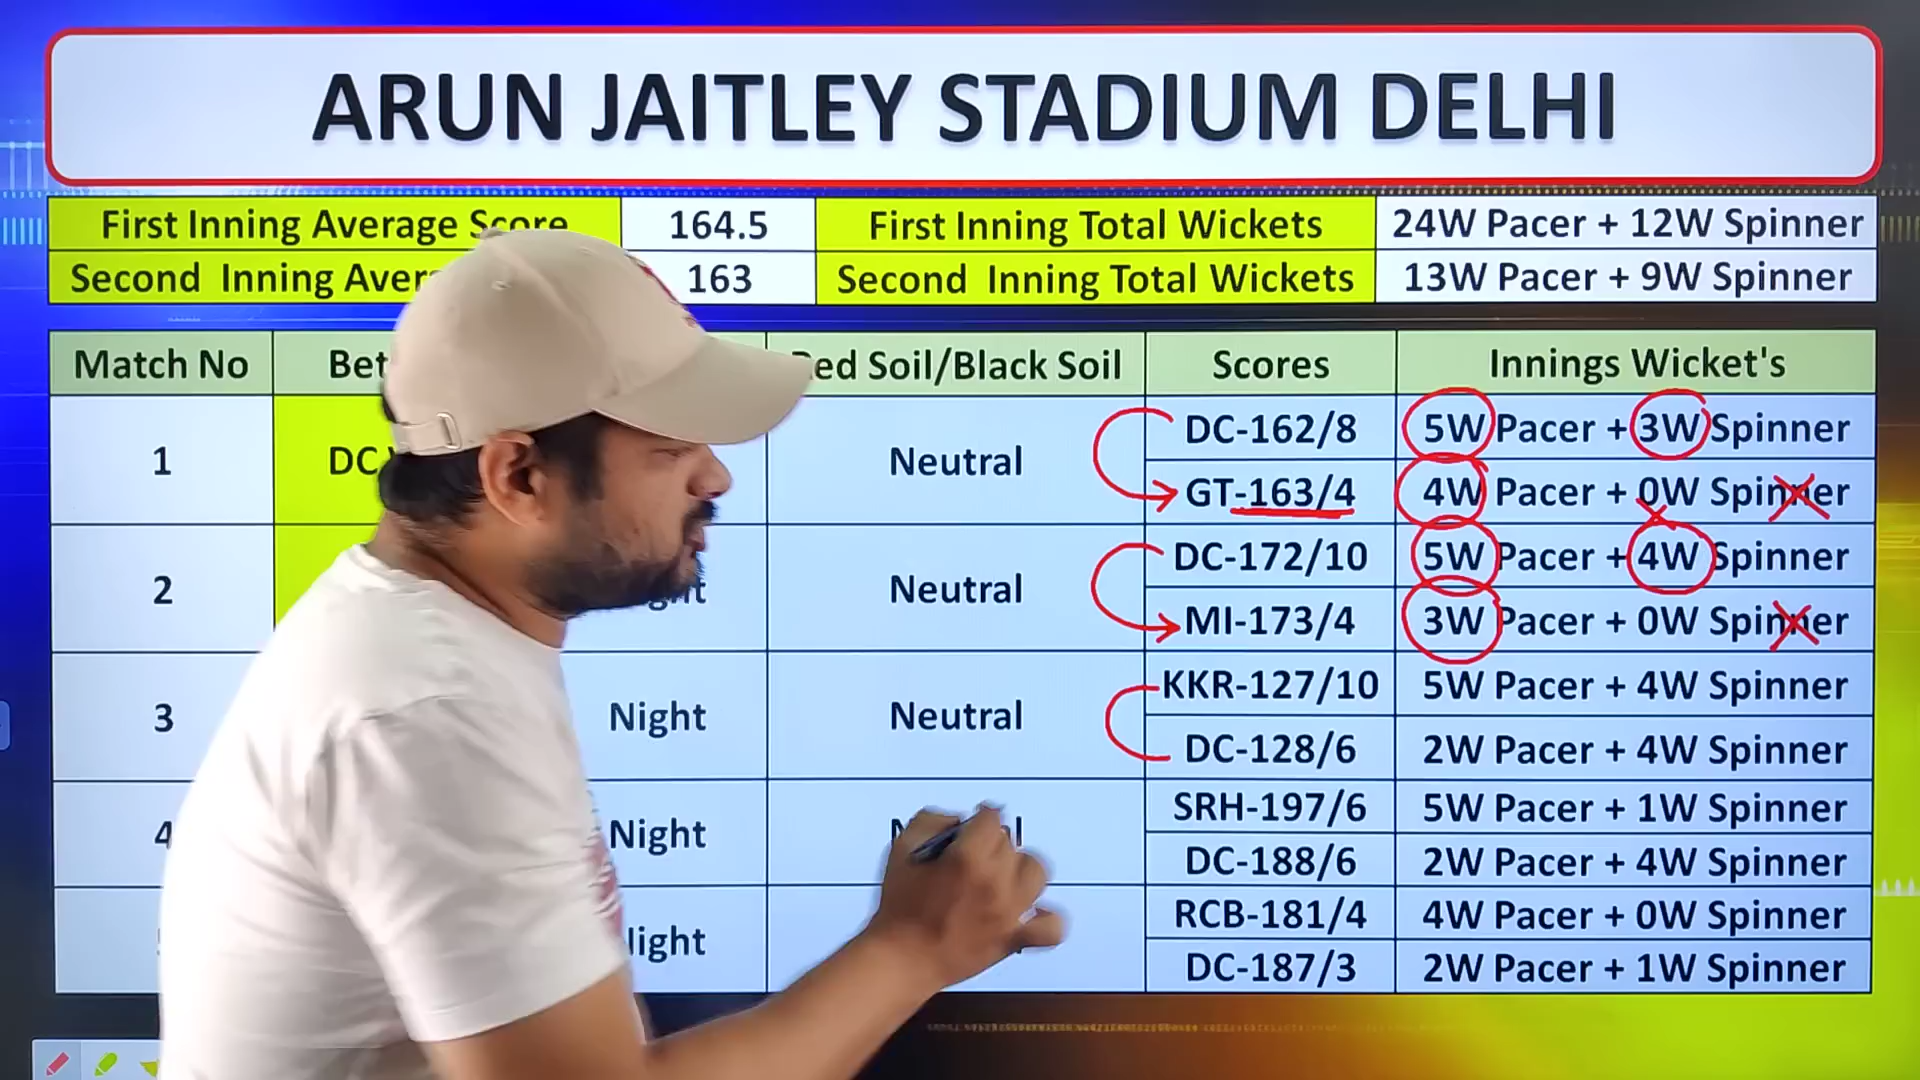 ARUN JAITLEY STADIUM DELHI
First Inning Average Score 164.5 First Inning Total Wickets 24W Pacer + 12W Spinner
Second Inning 163 Second Inning Total Wickets 13W Pacer + 9W Spinner
Match No Soil/Black Soil Scores Innings Wicket's
1 DC Neutral DC-162/8 5W Pacer + 3W Spinner
GT-163/4 4W Pacer + 0W Spinner
2 Neutral DC-172/10 5W Pacer + 4W Spinner
MI-173/4 3W Pacer + 0W Spinner
3 Night Neutral KKR-127/10 5W Pacer + 4W Spinner
DC-128/6 2W Pacer + 4W Spinner
4 Night SRH-197/6 5W Pacer + 1W Spinner
DC-188/6 2W Pacer + 4W Spinner
Night RCB-181/4 4W Pacer + 0W Spinner
DC-187/3 2W Pacer + 1W Spinner